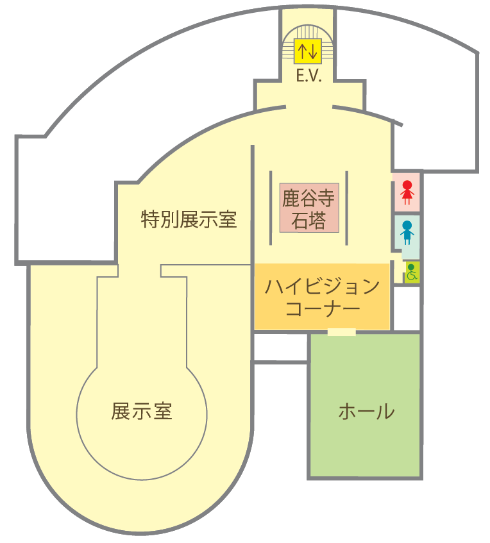 E.V.
鹿谷寺
石塔
特別展示室
ハイビジョン
コーナー
展示室
ホール